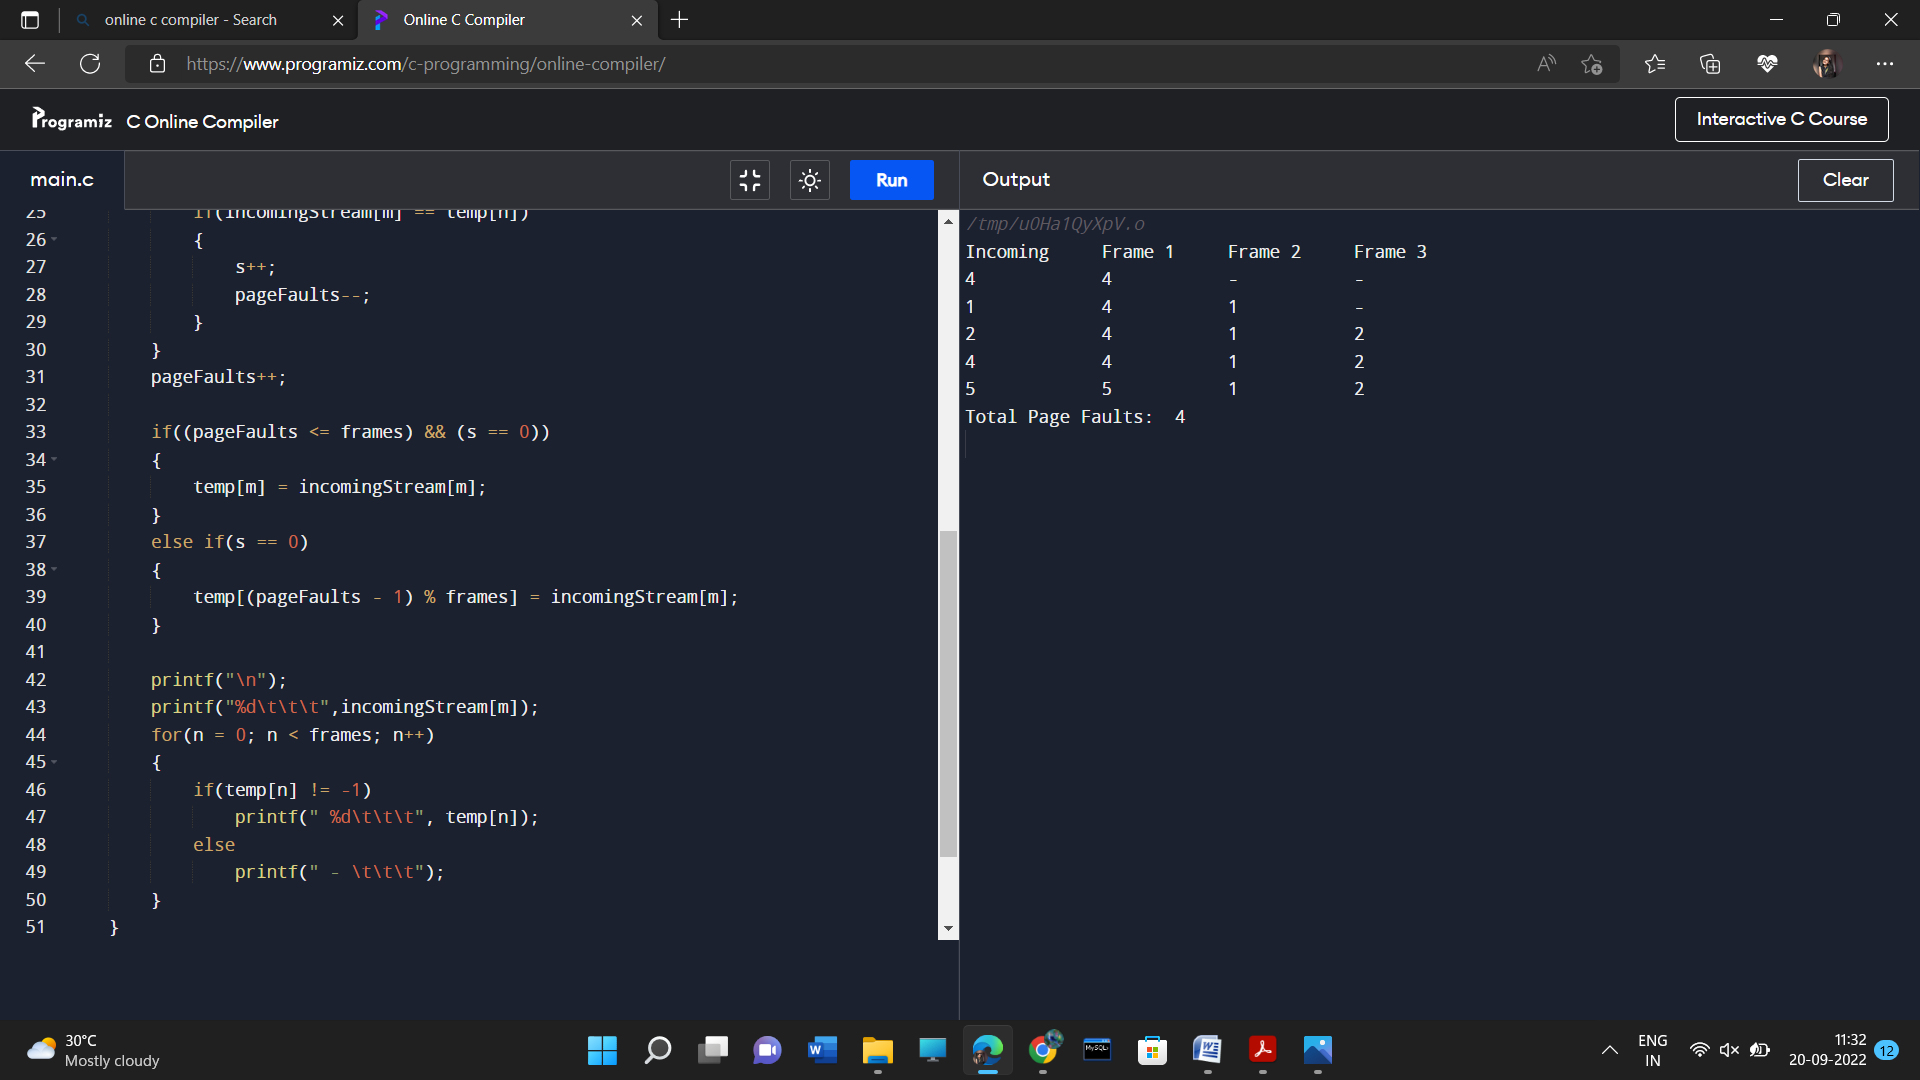 online c compiler - Search
Online C Compiler
https://www.programiz.com/c-programming/online-compiler/
Programiz C Online Compiler
Interactive C Course
main.c
Run
Output
Clear
25 if(incomingStream[m] == temp[n])
26 {
27 s++;
28 pageFaults--;
29 }
30 }
31 pageFaults++;
32
33 if((pageFaults <= frames) && (s == 0))
34 {
35 temp[m] = incomingStream[m];
36 }
37 else if(s == 0)
38 {
39 temp[(pageFaults - 1) % frames] = incomingStream[m];
40 }
41
42 printf("\n");
43 printf("%d\t\t\t",incomingStream[m]);
44 for(n = 0; n < frames; n++)
45 {
46 if(temp[n] != -1)
47 printf(" %d\t\t\t", temp[n]);
48 else
49 printf(" - \t\t\t");
50 }
51 }
/tmp/u0Ha1QyXpV.o
Incoming Frame 1 Frame 2 Frame 3
4 4 - -
1 4 1 -
2 4 1 2
4 4 1 2
5 5 1 2
Total Page Faults: 4
30°C
Mostly cloudy
MySQL
ENG
IN
11:32
20-09-2022
12